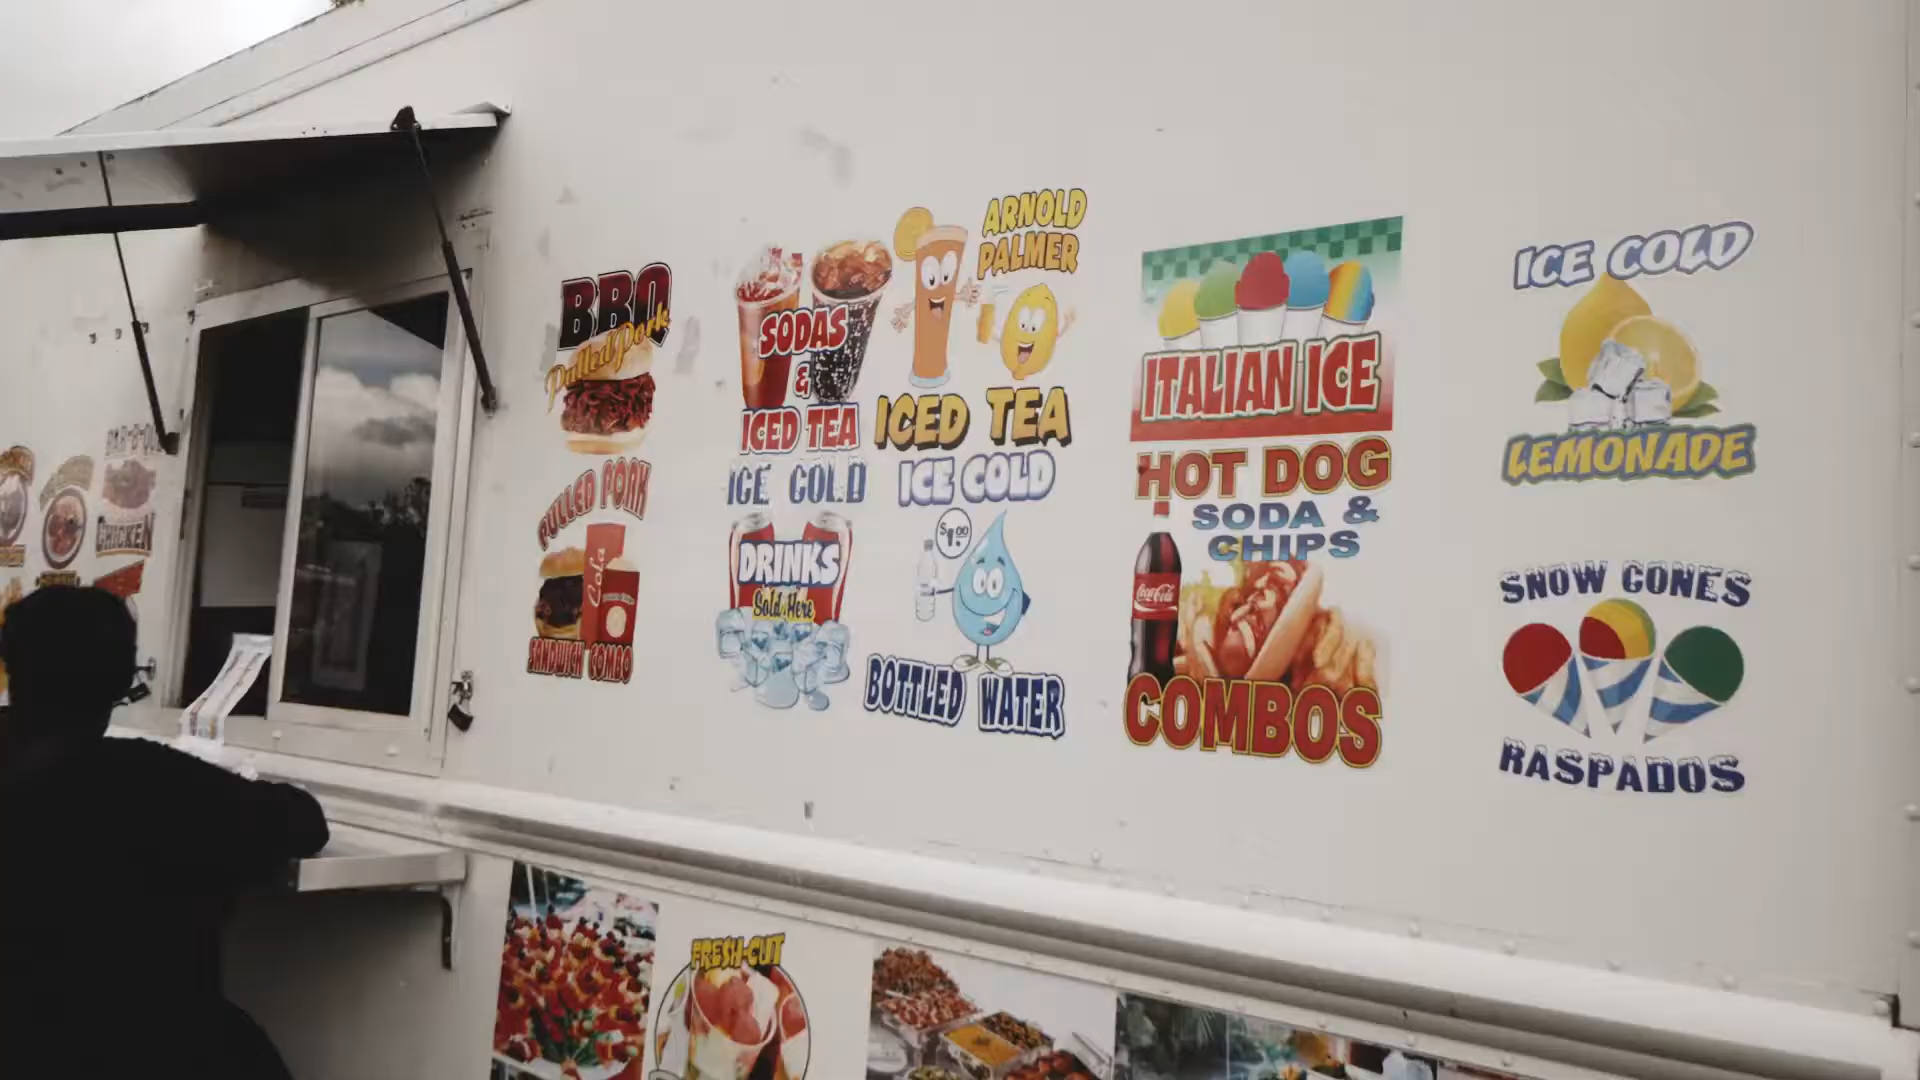 BAR-B-Q
CHICKEN
BBQ
Pulled Pork
PULLED PORK
Cola
SANDWICH COMBO
SODAS
&
ICED TEA
ICE COLD
DRINKS
Sold Here
ARNOLD
PALMER
ICED TEA
ICE COLD
$1.00
BOTTLED WATER
ITALIAN ICE
HOT DOG
SODA &
CHIPS
Coca-Cola
COMBOS
ICE COLD
LEMONADE
SNOW CONES
RASPADOS
FRESH-CUT